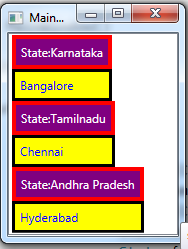 Main...
State:Karnataka
Bangalore
State:Tamilnadu
Chennai
State:Andhra Pradesh
Hyderabad